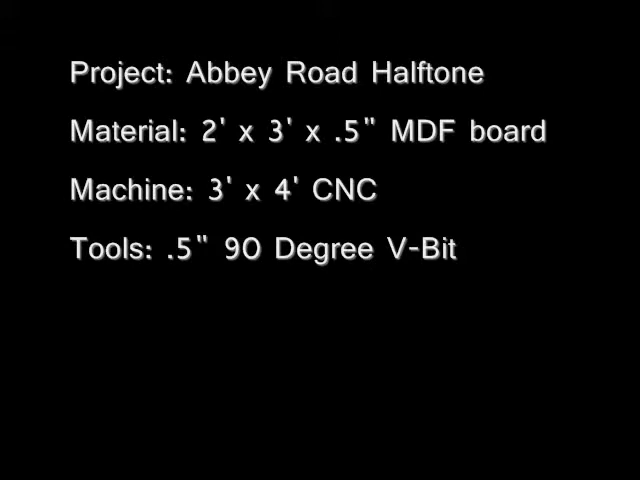 Project: Abbey Road Halftone
Material: 2' x 3' x .5" MDF board
Machine: 3' x 4' CNC
Tools: .5" 90 Degree V-Bit